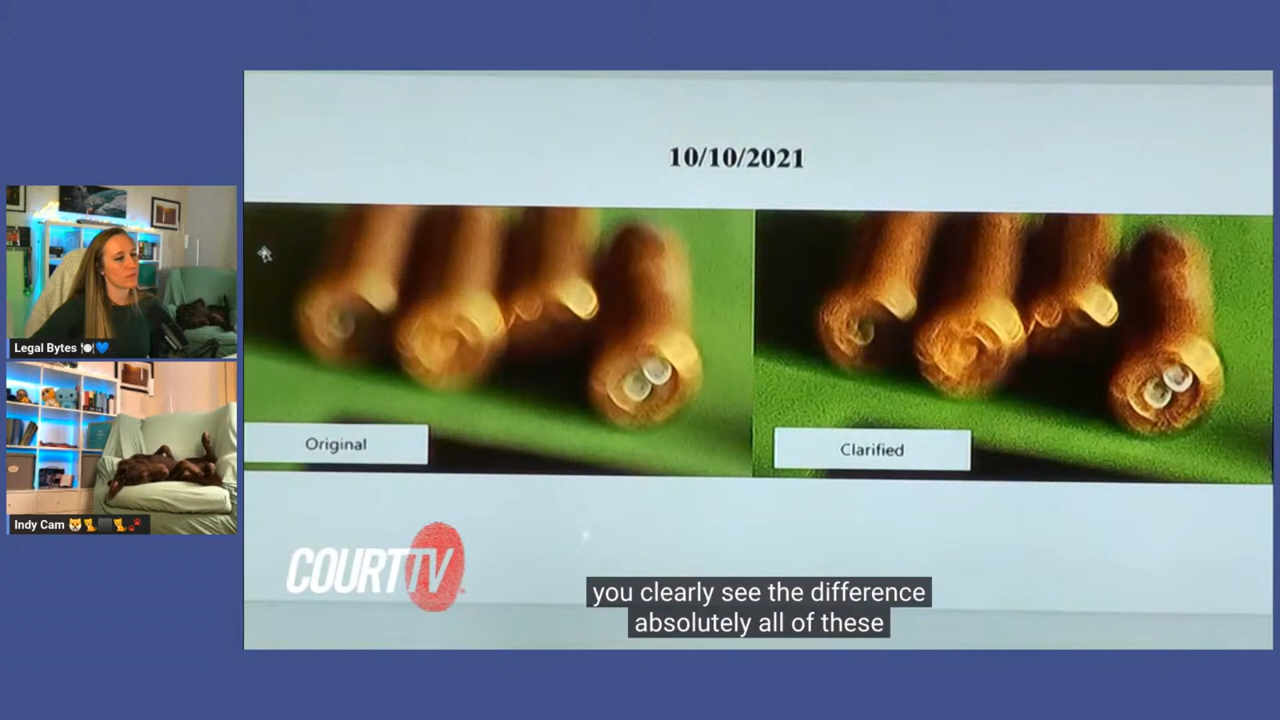 10/10/2021
Legal Bytes 🍽💙
Original
Clarified
Indy Cam
COURT TV
you clearly see the difference
absolutely all of these